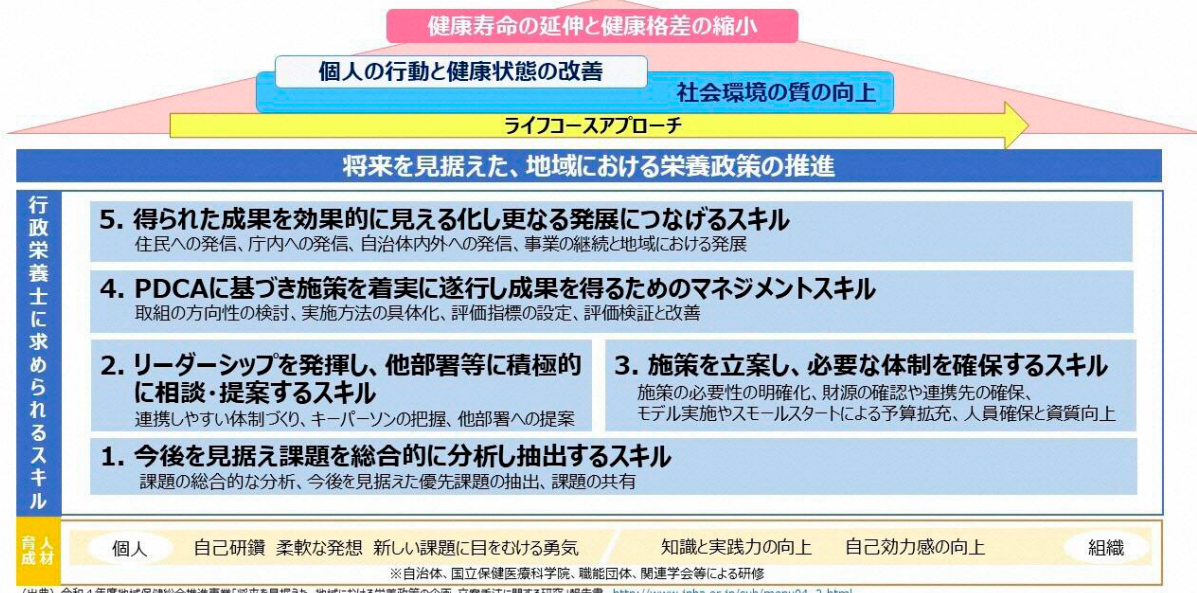 健康寿命の延伸と健康格差の縮小
個人の行動と健康状態の改善
社会環境の質の向上
ライフコースアプローチ
将来を見据えた、地域における栄養政策の推進
行政栄養士に求められるスキル
5. 得られた成果を効果的に見える化し更なる発展につなげるスキル
住民への発信、庁内への発信、自治体内外への発信、事業の継続と地域における発展
4. PDCAに基づき施策を着実に遂行し成果を得るためのマネジメントスキル
取組の方向性の検討、実施方法の具体化、評価指標の設定、評価検証と改善
2. リーダーシップを発揮し、他部署等に積極的
に相談・提案するスキル
連携しやすい体制づくり、キーパーソンの把握、他部署への提案
3. 施策を立案し、必要な体制を確保するスキル
施策の必要性の明確化、財源の確認や連携先の確保、
モデル実施やスモールスタートによる予算拡充、人員確保と資質向上
1. 今後を見据え課題を総合的に分析し抽出するスキル
課題の総合的な分析、今後を見据えた優先課題の抽出、課題の共有
人材育成
個人 自己研鑽 柔軟な発想 新しい課題に目をむける勇気 知識と実践力の向上 自己効力感の向上 組織
※自治体、国立保健医療科学院、職能団体、関連学会等による研修